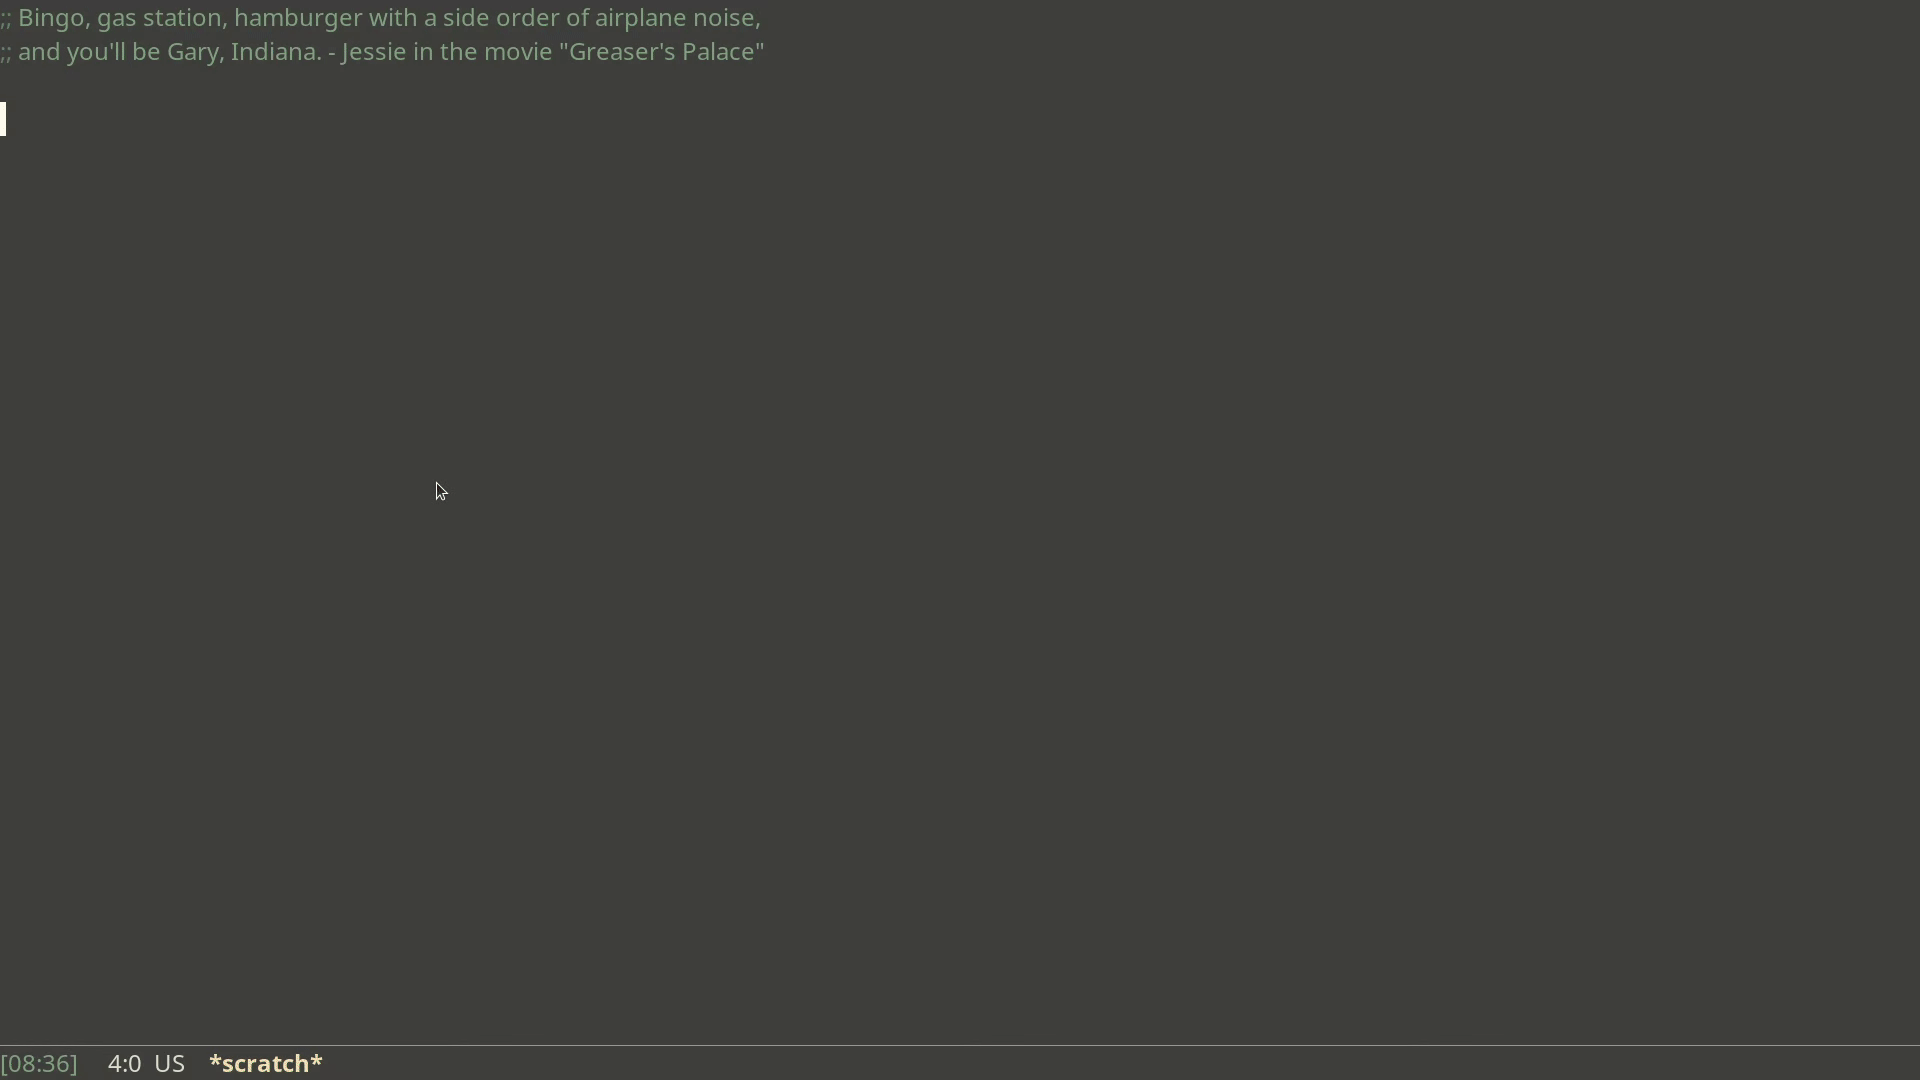 ;; Bingo, gas station, hamburger with a side order of airplane noise,
;; and you'll be Gary, Indiana. - Jessie in the movie "Greaser's Palace"
[08:36] 4:0 US *scratch*